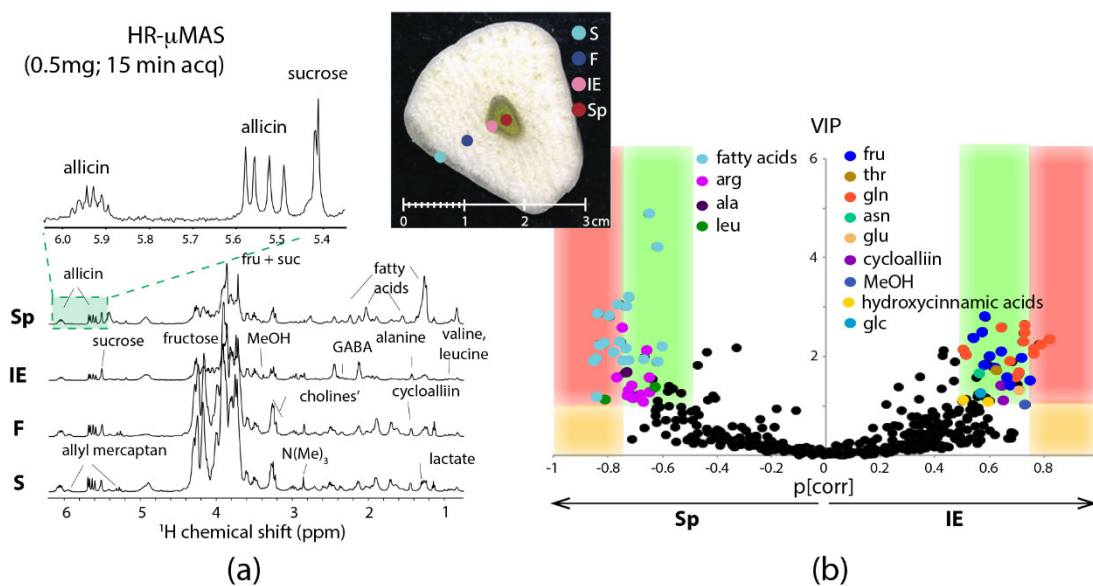 HR-μMAS
(0.5mg; 15 min acq)
sucrose
allicin
allicin
6.0 5.9 5.8 5.7 5.6 5.5 5.4
S
F
IE
Sp
0 1 2 3 cm
allicin
fru + suc
fatty
acids
Sp
sucrose
fructose
MeOH
GABA
alanine
valine,
leucine
IE
cholines'
cycloalliin
F
allyl mercaptan
N(Me)3
lactate
S
6 5 4 3 2 1
¹H chemical shift (ppm)
(a)
VIP
fatty acids
arg
ala
leu
fru
thr
gln
asn
glu
cycloalliin
MeOH
hydroxycinnamic acids
glc
6
4
2
0
-1 -0.8 -0.6 -0.4 -0.2 0 0.2 0.4 0.6 0.8
p[corr]
Sp IE
(b)